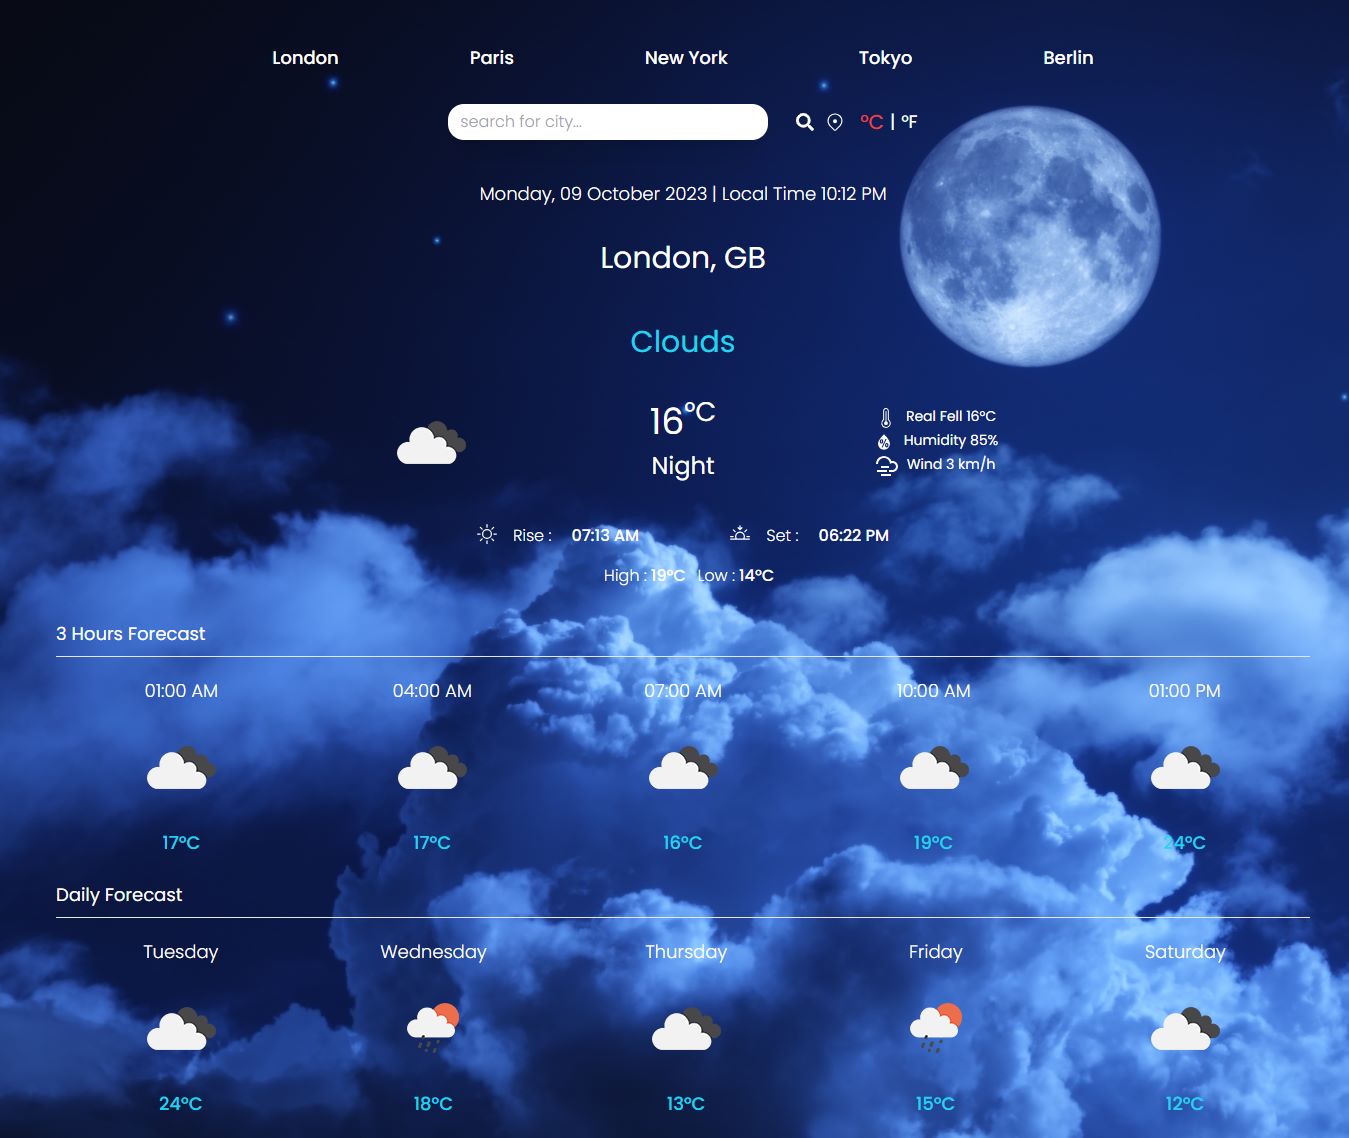 London Paris New York Tokyo Berlin
search for city...
°C | °F
Monday, 09 October 2023 | Local Time 10:12 PM
London, GB
Clouds
16°C
Night
Real Fell 16°C
Humidity 85%
Wind 3 km/h
Rise : 07:13 AM Set : 06:22 PM
High : 19°C Low : 14°C
3 Hours Forecast
01:00 AM 04:00 AM 07:00 AM 10:00 AM 01:00 PM
17°C 17°C 16°C 19°C 24°C
Daily Forecast
Tuesday Wednesday Thursday Friday Saturday
24°C 18°C 13°C 15°C 12°C